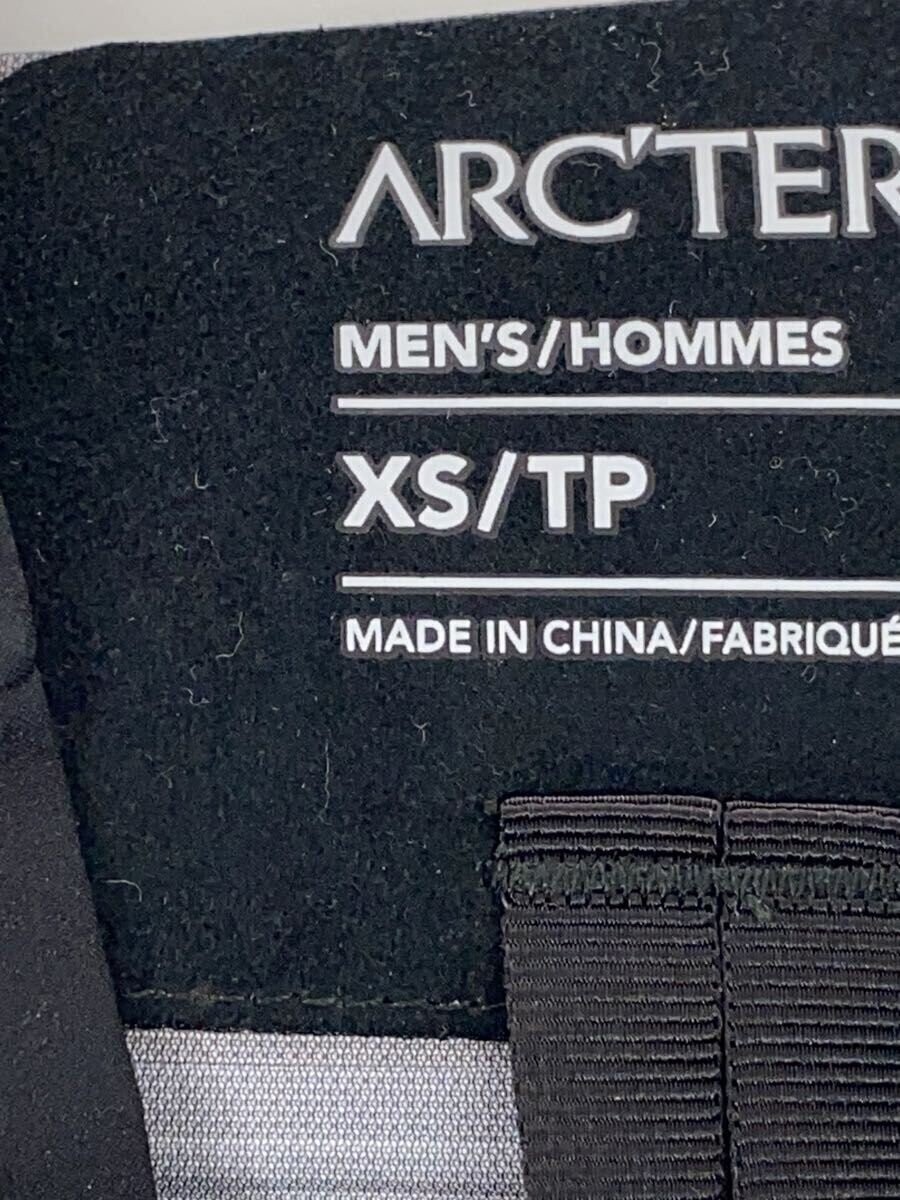 ARC'TER
MEN'S/HOMMES
XS/TP
MADE IN CHINA/FABRIQUÉ